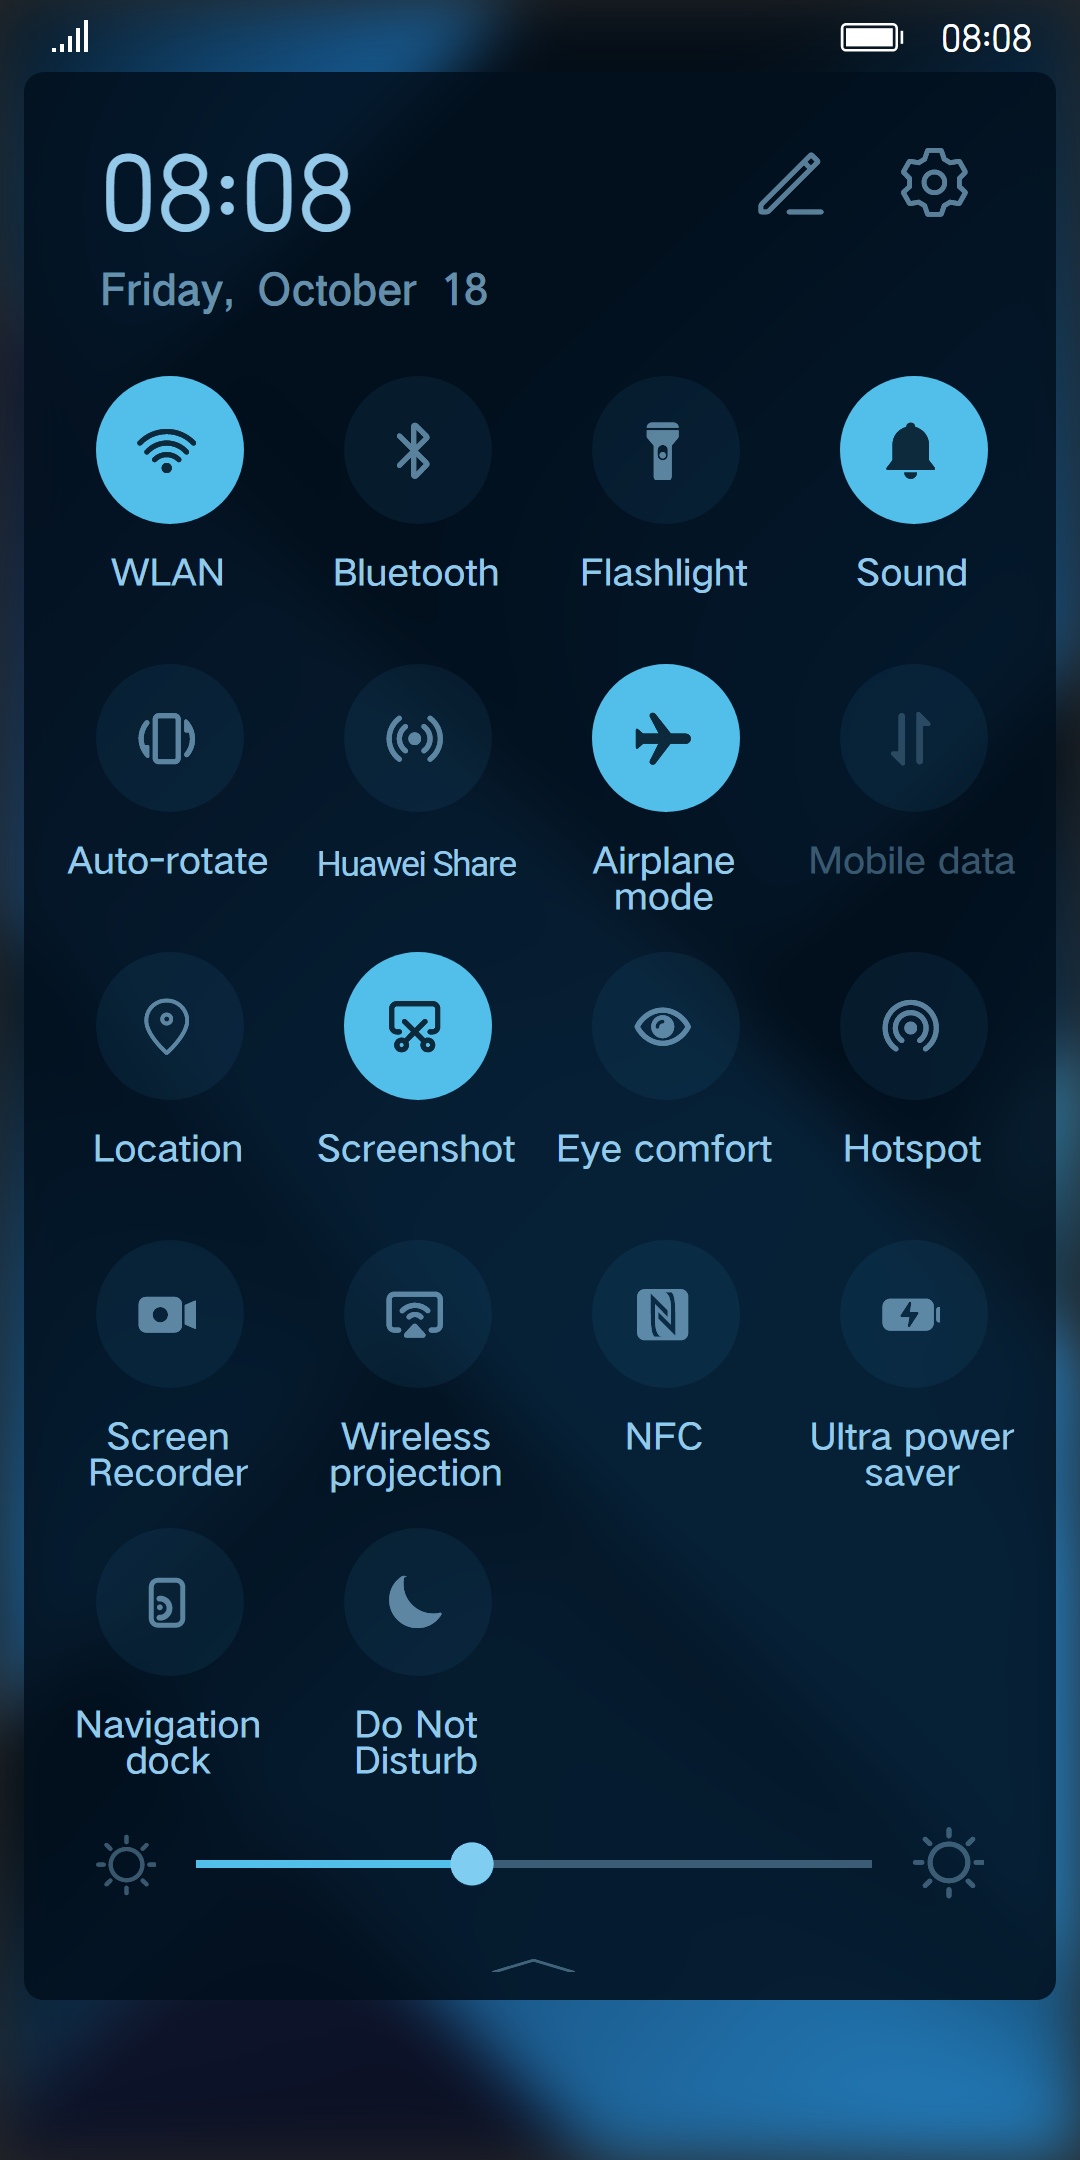 08:08
08:08
Friday, October 18
WLAN Bluetooth Flashlight Sound
Auto-rotate Huawei Share Airplane mode Mobile data
Location Screenshot Eye comfort Hotspot
Screen Recorder Wireless projection NFC Ultra power saver
Navigation dock Do Not Disturb